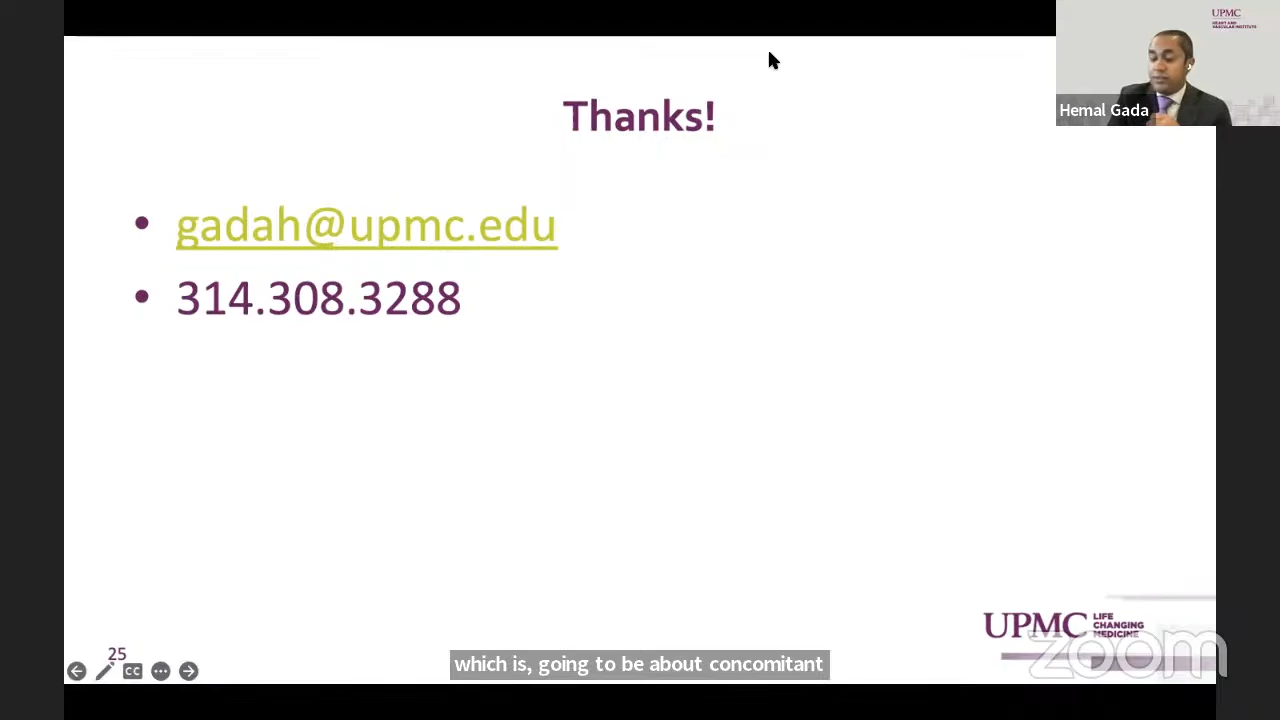 UPMC
HEART AND
VASCULAR INSTITUTE
Hemal Gada
Thanks!
• gadah@upmc.edu
• 314.308.3288
UPMC LIFE
CHANGING
MEDICINE
zoom
25
CC
which is, going to be about concomitant